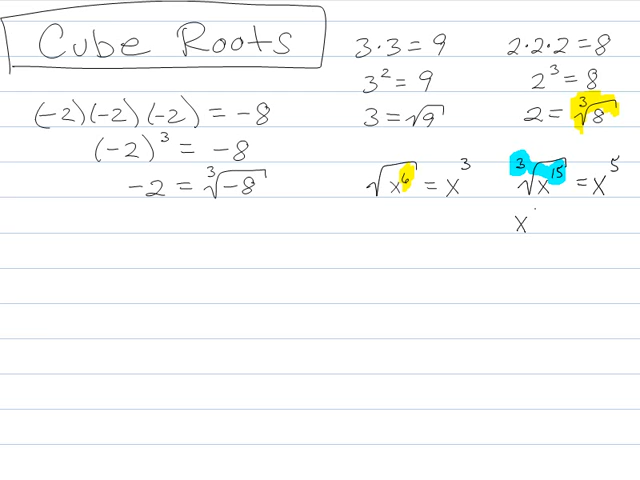 Cube Roots
(-2)(-2)(-2) = -8
(-2)³ = -8
-2 = ∛-8
3·3 = 9
3² = 9
3 = √9
√x⁶ = x³
2·2·2 = 8
2³ = 8
2 = ∛8
∛x¹⁵ = x⁵
x